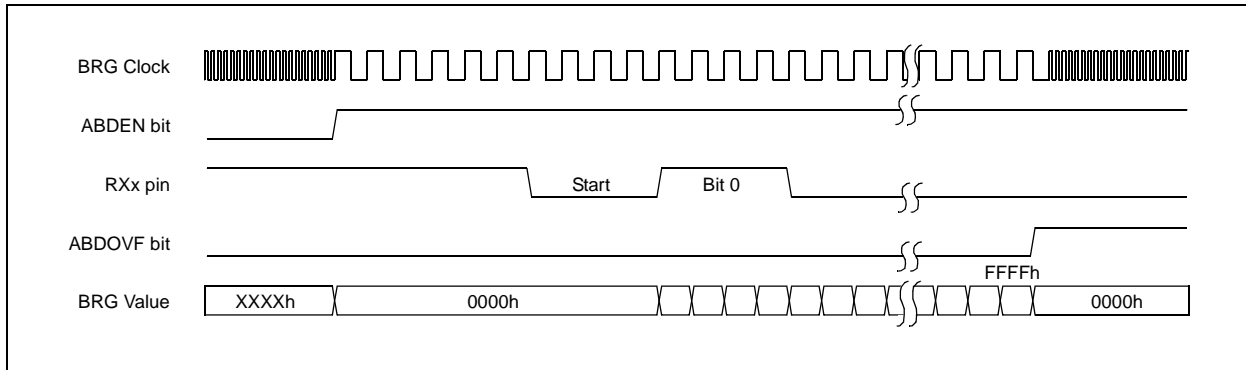 BRG Clock
ABDEN bit
RXx pin
Start
Bit 0
ABDOVF bit
FFFFh
BRG Value
XXXXh
0000h
0000h